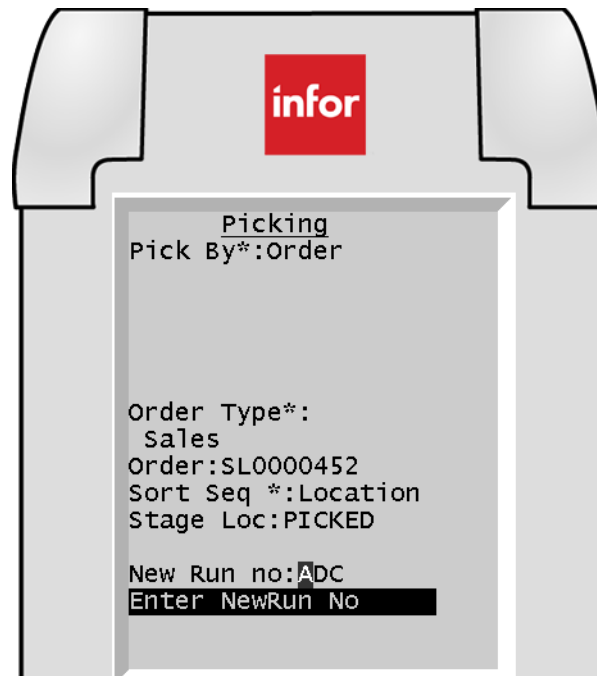 infor
Picking
Pick By*:Order
Order Type*:
Sales
Order:SL0000452
Sort Seq *:Location
Stage Loc:PICKED
New Run no:ADC
Enter NewRun No